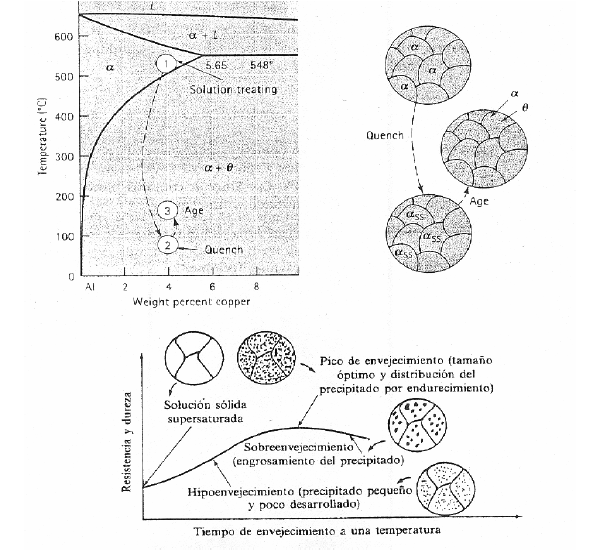 L
600
500
400
300
200
100
0
Temperature (°C)
α + L
α
1
5.65 548°
Solution treating
α + θ
3 Age
2 Quench
Al 2 4 6 8
Weight percent copper
α
α
α
Quench
α
θ
Age
αSS
αSS
αSS
Resistencia y dureza
Solución sólida
supersaturada
Pico de envejecimiento (tamaño
óptimo y distribución del
precipitado por endurecimiento)
Sobreenvejecimiento
(engrosamiento del precipitado)
Hipoenvejecimiento (precipitado pequeño
y poco desarrollado)
Tiempo de envejecimiento a una temperatura